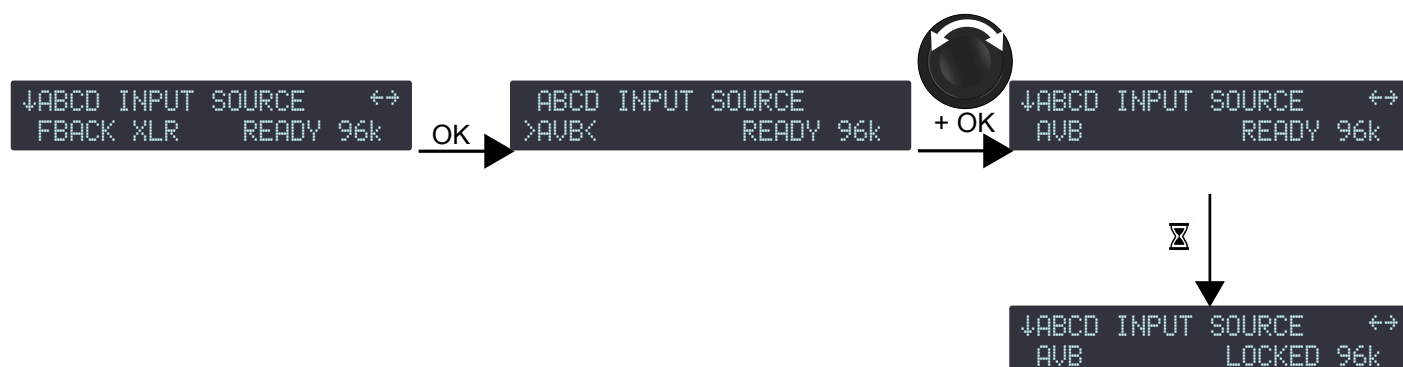 ↓ABCD INPUT SOURCE ↔
FBACK XLR READY 96k
OK
ABCD INPUT SOURCE
>AVB< READY 96k
+ OK
↓ABCD INPUT SOURCE ↔
AVB READY 96k
↓ABCD INPUT SOURCE ↔
AVB LOCKED 96k